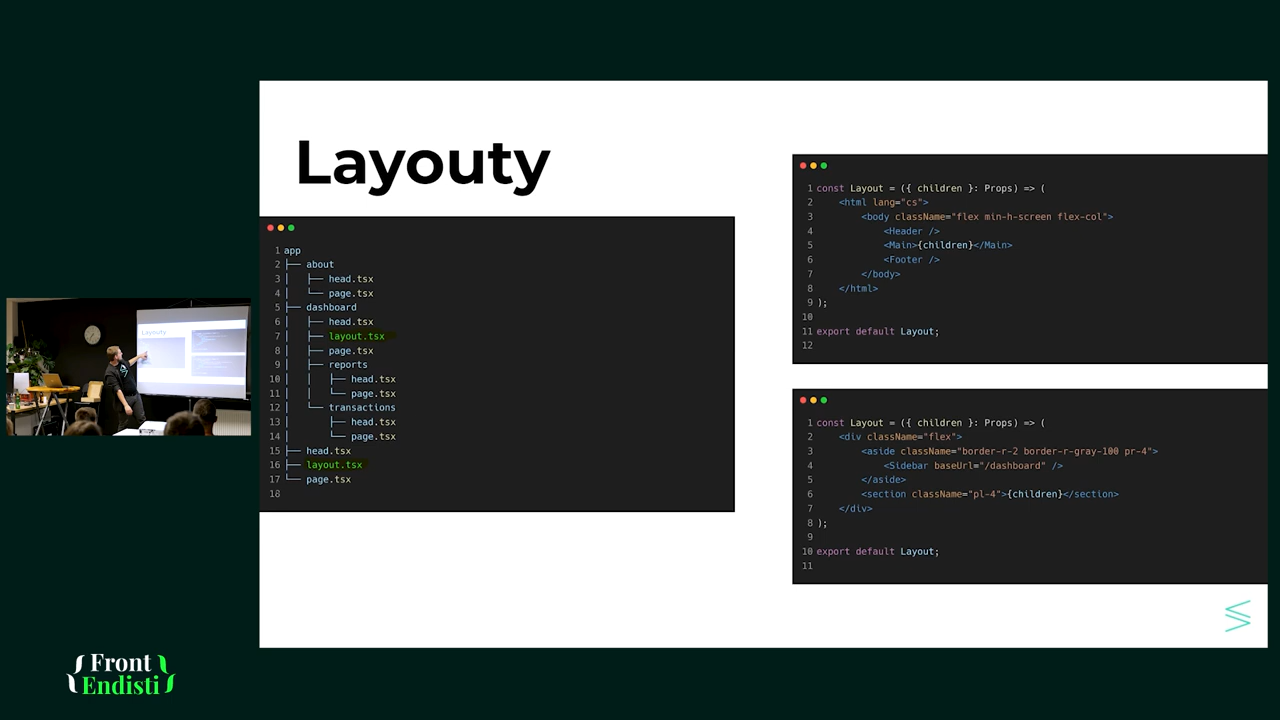 Layouty
1 app
2 ├── about
3 │   ├── head.tsx
4 │   └── page.tsx
5 ├── dashboard
6 │   ├── head.tsx
7 │   ├── layout.tsx
8 │   ├── page.tsx
9 │   ├── reports
10 │   │   ├── head.tsx
11 │   │   └── page.tsx
12 │   └── transactions
13 │       ├── head.tsx
14 │       └── page.tsx
15 ├── head.tsx
16 ├── layout.tsx
17 └── page.tsx
18
1 const Layout = ({ children }: Props) => (
2     <html lang="cs">
3         <body className="flex min-h-screen flex-col">
4             <Header />
5             <Main>{children}</Main>
6             <Footer />
7         </body>
8     </html>
9 );
10
11 export default Layout;
12
1 const Layout = ({ children }: Props) => (
2     <div className="flex">
3         <aside className="border-r-2 border-r-gray-100 pr-4">
4             <Sidebar baseUrl="/dashboard" />
5         </aside>
6         <section className="pl-4">{children}</section>
7     </div>
8 );
9
10 export default Layout;
11
Layouty
{Front}
{Endisti}